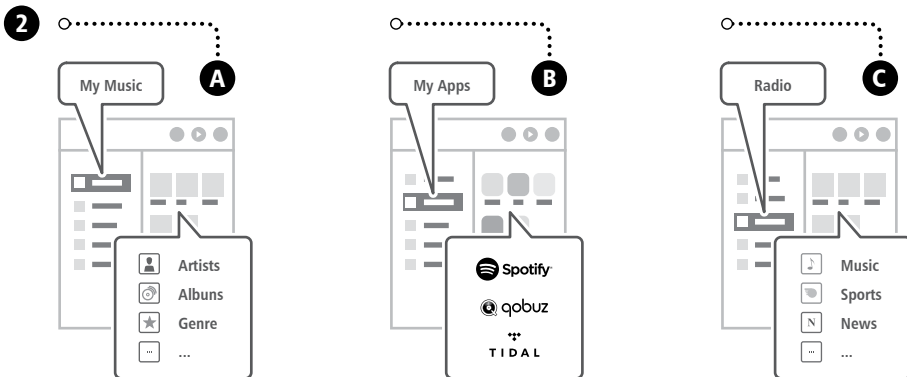 2
A
My Music
Artists
Albuns
Genre
...
B
My Apps
Spotify
qobuz
TIDAL
C
Radio
Music
Sports
N News
...